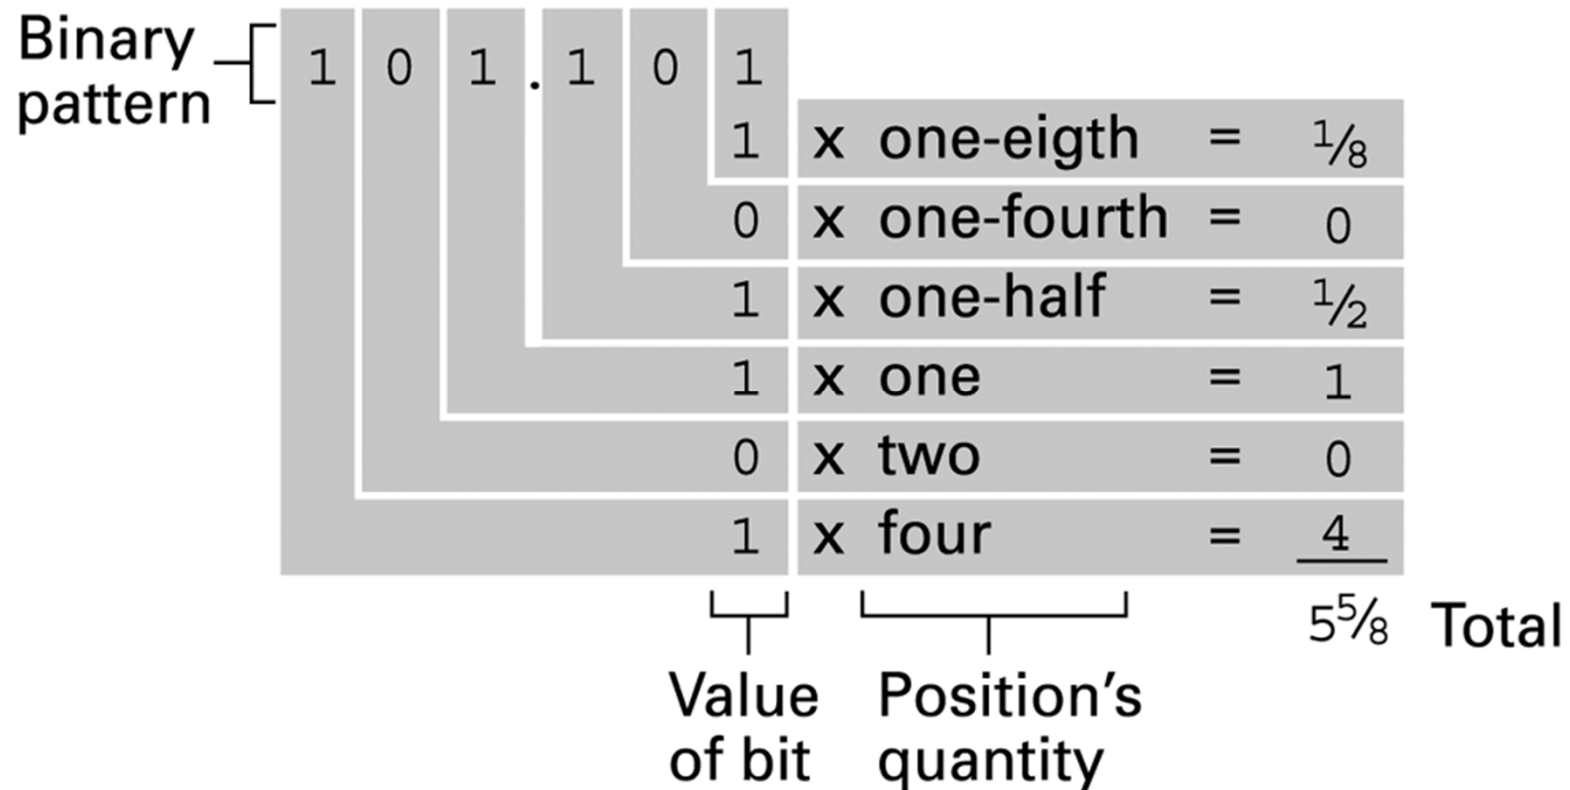 Binary
pattern
1 0 1 . 1 0 1
1 x one-eigth = 1/8
0 x one-fourth = 0
1 x one-half = 1/2
1 x one = 1
0 x two = 0
1 x four = 4
5 5/8 Total
Value
of bit
Position’s
quantity